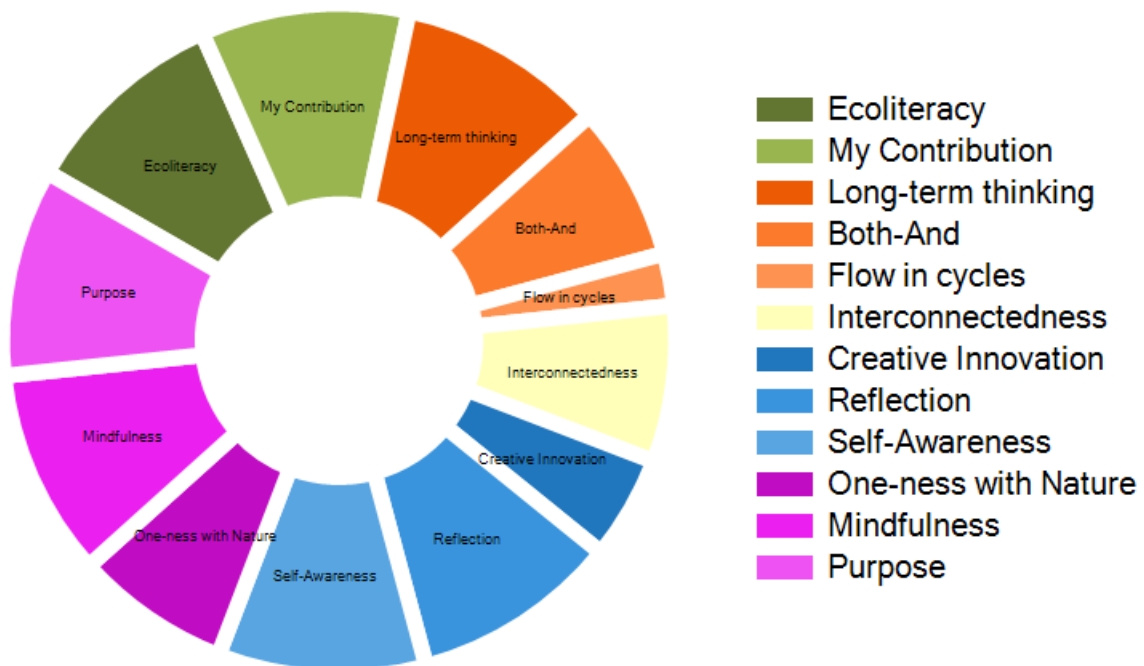 My Contribution
Long-term thinking
Ecoliteracy
Both-And
Purpose
Flow in cycles
Interconnectedness
Mindfulness
Creative Innovation
One-ness with Nature
Reflection
Self-Awareness
Ecoliteracy
My Contribution
Long-term thinking
Both-And
Flow in cycles
Interconnectedness
Creative Innovation
Reflection
Self-Awareness
One-ness with Nature
Mindfulness
Purpose